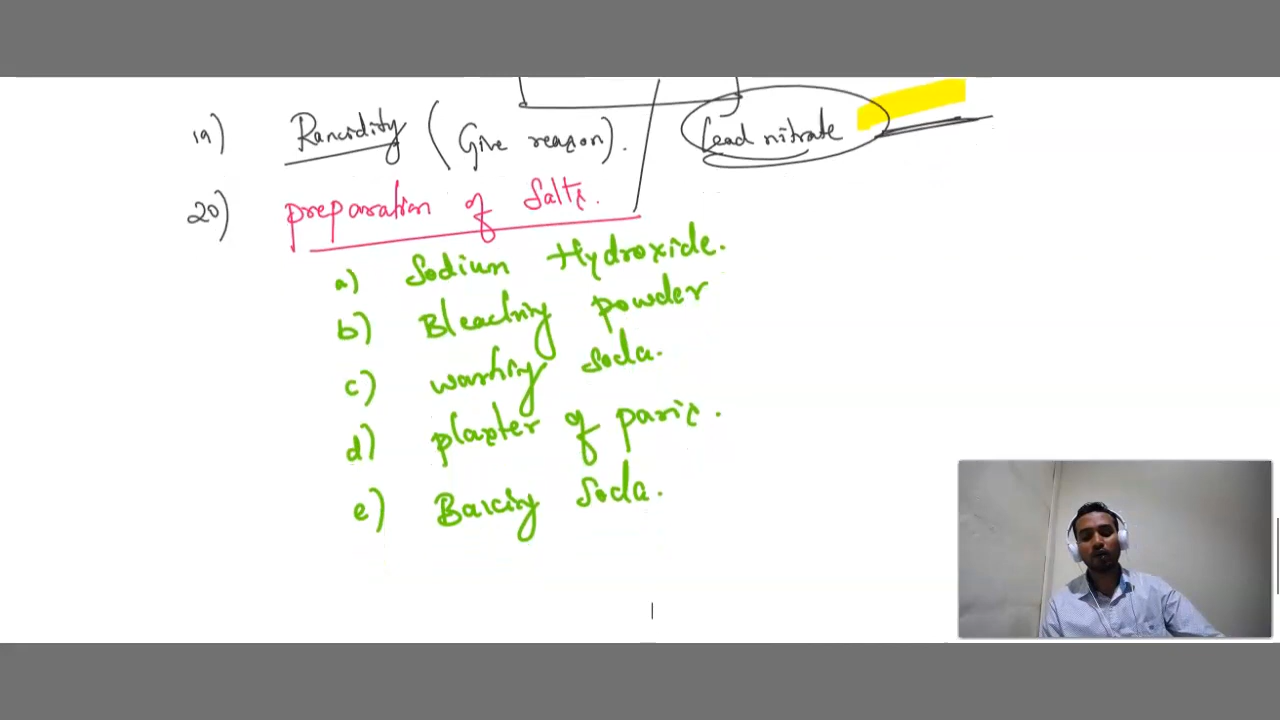 19) Rancidity (Give reason). Lead nitrate
20) preparation of Salts.
a) Sodium Hydroxide.
b) Bleaching powder
c) washing Soda.
d) plaster of paris.
e) Baking Soda.